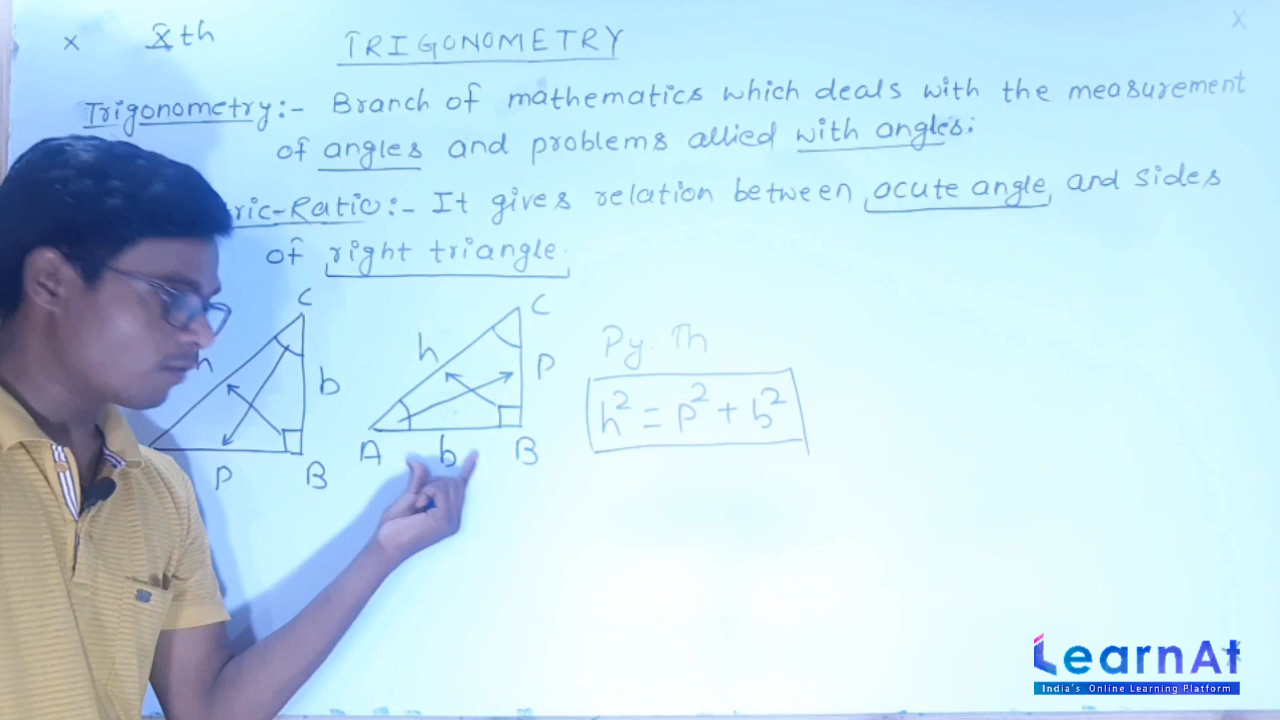 x Xth TRIGONOMETRY x
Trigonometry:- Branch of mathematics which deals with the measurement
of angles and problems allied with angles.
ric-Ratio:- It gives relation between acute angle and sides
of right triangle.
C
h
b
P
B
C
h
P
A
b
B
Py. Th
h² = p² + b²
LearnAt
India's Online Learning Platform